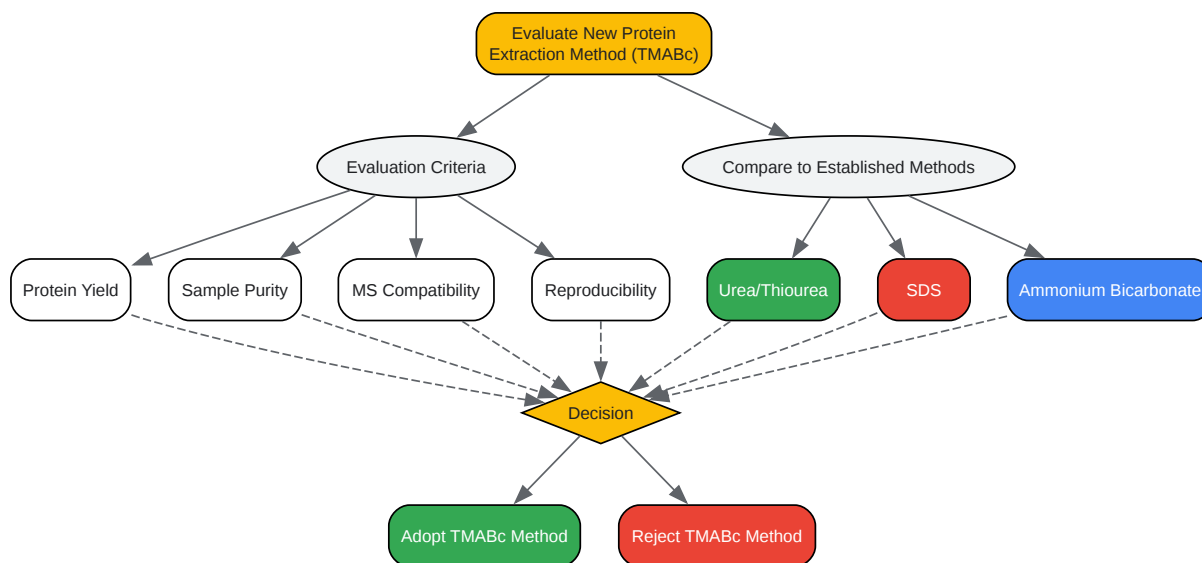 Evaluate New Protein
Extraction Method (TMABc)
Evaluation Criteria
Compare to Established Methods
Protein Yield
Sample Purity
MS Compatibility
Reproducibility
Urea/Thiourea
SDS
Ammonium Bicarbonate
Decision
Adopt TMABc Method
Reject TMABc Method